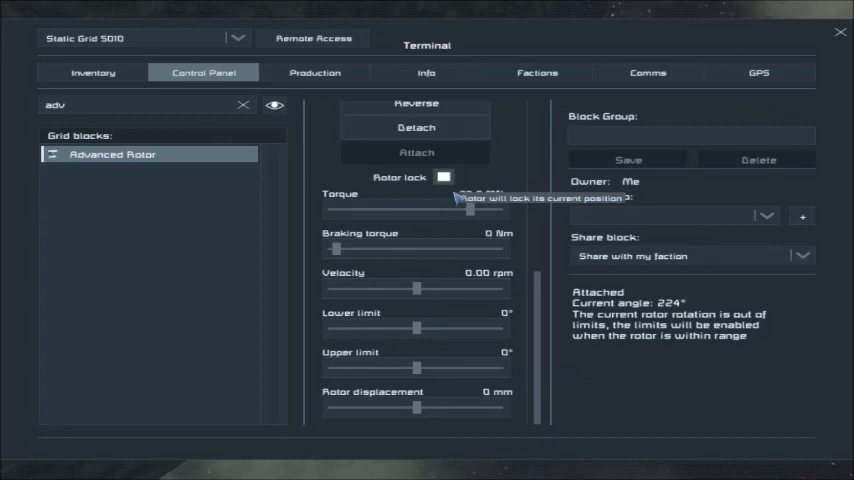 Static Grid 5010
Remote Access
Terminal
Inventory
Control Panel
Production
Info
Factions
Comms
GPS
adv
Grid blocks:
Advanced Rotor
Reverse
Detach
Attach
Rotor lock
Rotor will lock its current position
Torque
Braking torque 0 Nm
Velocity 0.00 rpm
Lower limit 0°
Upper limit 0°
Rotor displacement 0 mm
Block Group:
Save
Delete
Owner: Me
Share block:
Share with my faction
+
Attached
Current angle: 224°
The current rotor rotation is out of
limits, the limits will be enabled
when the rotor is within range